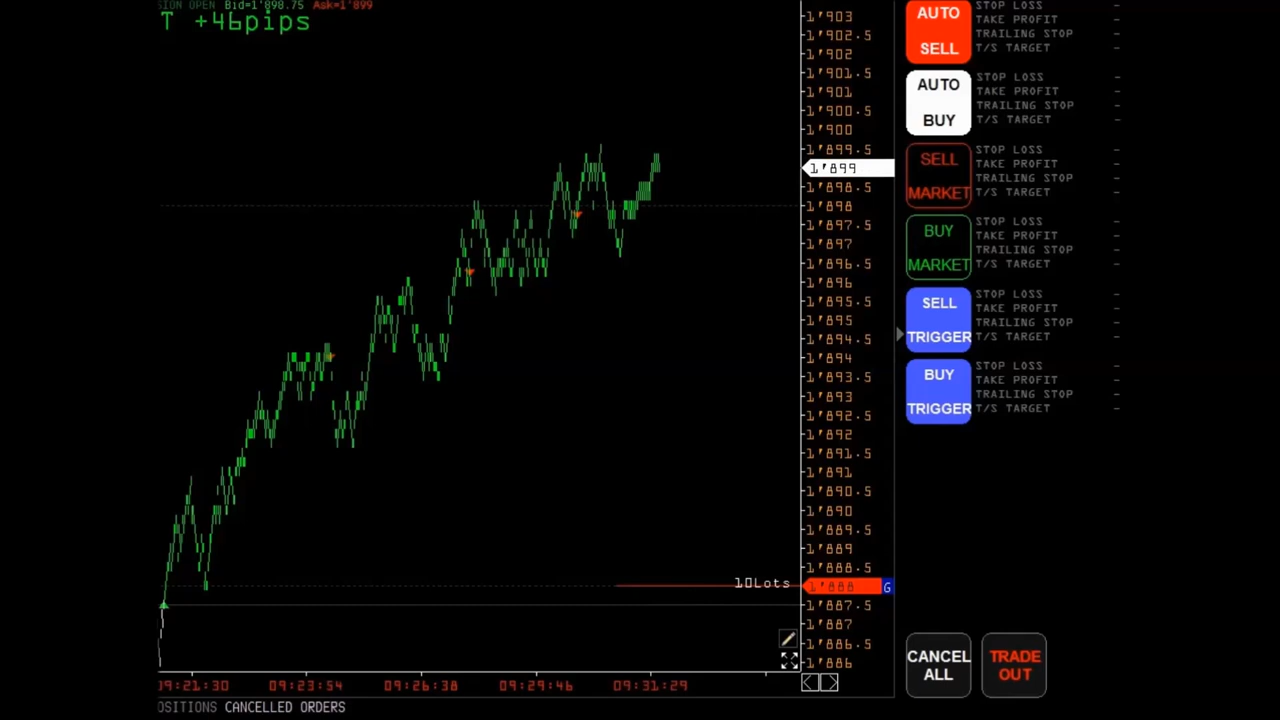 SION OPEN Bid=1'898.75 Ask=1'899
T +46pips
1'903
1'902.5
1'902
1'901.5
1'901
1'900.5
1'900
1'899.5
1'899
1'898.5
1'898
1'897.5
1'897
1'896.5
1'896
1'895.5
1'895
1'894.5
1'894
1'893.5
1'893
1'892.5
1'892
1'891.5
1'891
1'890.5
1'890
1'889.5
1'889
1'888.5
10Lots
1'888 G
1'887.5
1'887
1'886.5
1'886
09:21:30 09:23:54 09:26:38 09:29:46 09:31:29
OSITIONS CANCELLED ORDERS
AUTO SELL
STOP LOSS -
TAKE PROFIT -
TRAILING STOP -
T/S TARGET -
AUTO BUY
STOP LOSS -
TAKE PROFIT -
TRAILING STOP -
T/S TARGET -
SELL MARKET
STOP LOSS -
TAKE PROFIT -
TRAILING STOP -
T/S TARGET -
BUY MARKET
STOP LOSS -
TAKE PROFIT -
TRAILING STOP -
T/S TARGET -
SELL TRIGGER
STOP LOSS -
TAKE PROFIT -
TRAILING STOP -
T/S TARGET -
BUY TRIGGER
STOP LOSS -
TAKE PROFIT -
TRAILING STOP -
T/S TARGET -
CANCEL ALL
TRADE OUT